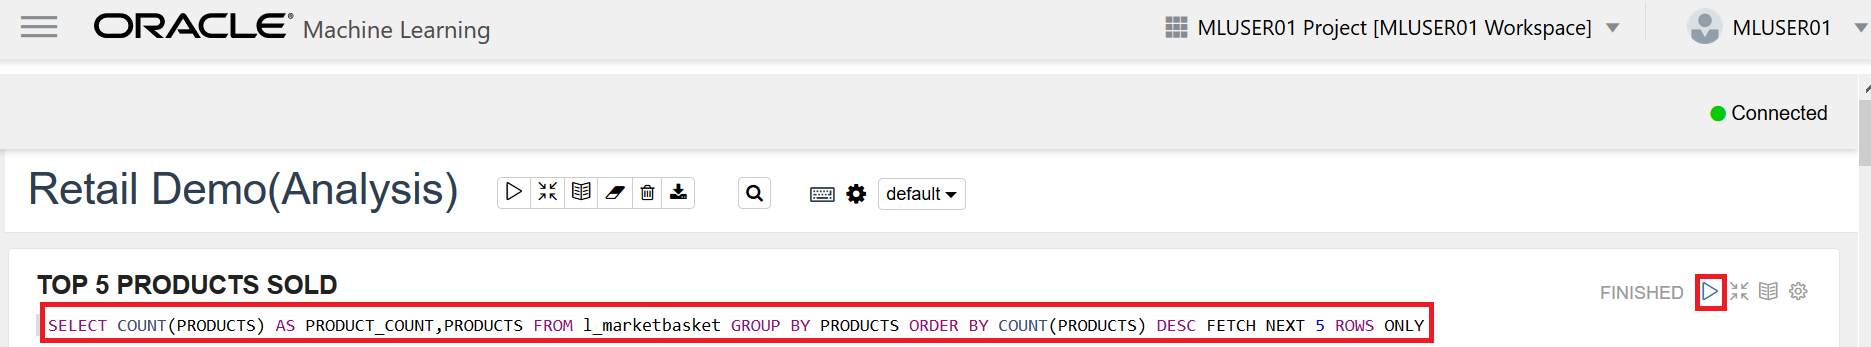 ORACLE® Machine Learning MLUSER01 Project [MLUSER01 Workspace] MLUSER01
Connected
Retail Demo(Analysis) default
TOP 5 PRODUCTS SOLD
FINISHED
SELECT COUNT(PRODUCTS) AS PRODUCT_COUNT,PRODUCTS FROM l_marketbasket GROUP BY PRODUCTS ORDER BY COUNT(PRODUCTS) DESC FETCH NEXT 5 ROWS ONLY